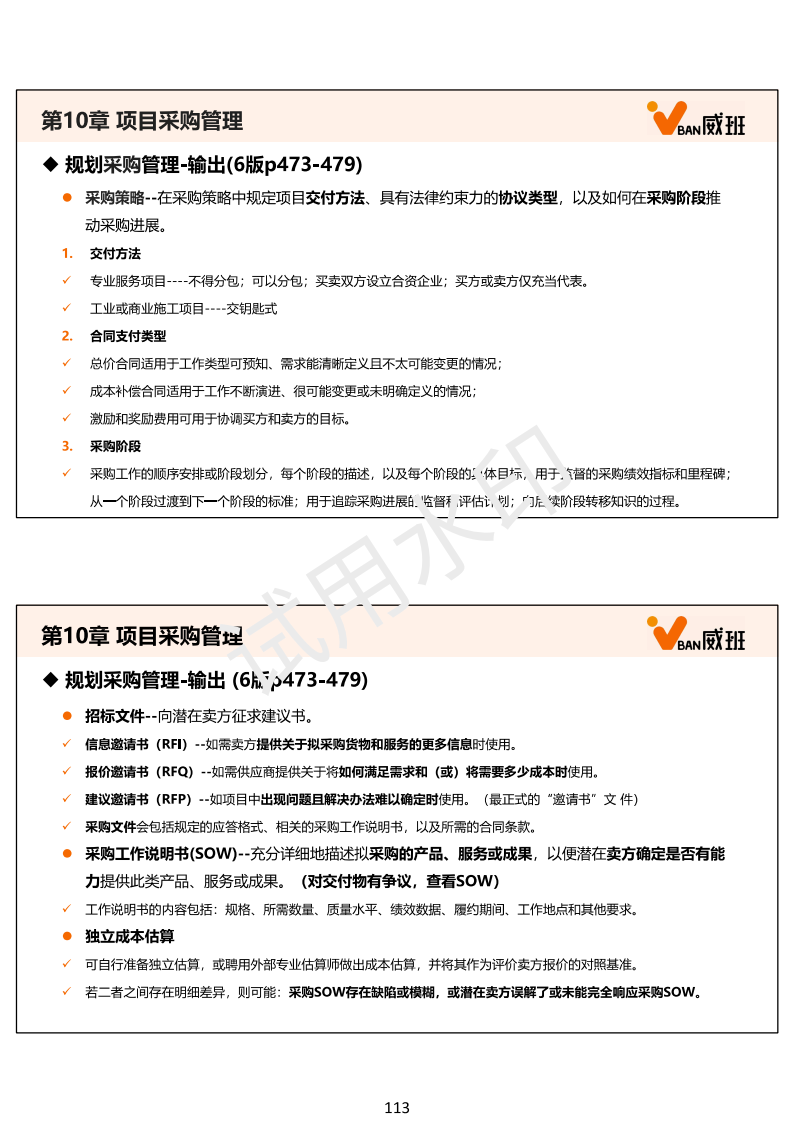 第10章 项目采购管理
BAN威班
◆ 规划采购管理-输出(6版p473-479)
● 采购策略--在采购策略中规定项目交付方法、具有法律约束力的协议类型，以及如何在采购阶段推
动采购进展。
1. 交付方法
✓ 专业服务项目----不得分包；可以分包；买卖双方设立合资企业；买方或卖方仅充当代表。
✓ 工业或商业施工项目----交钥匙式
2. 合同支付类型
✓ 总价合同适用于工作类型可预知、需求能清晰定义且不太可能变更的情况；
✓ 成本补偿合同适用于工作不断演进、很可能变更或未明确定义的情况；
✓ 激励和奖励费用可用于协调买方和卖方的目标。
3. 采购阶段
✓ 采购工作的顺序安排或阶段划分，每个阶段的描述，以及每个阶段的具体目标，用于监督的采购绩效指标和里程碑；
从一个阶段过渡到下一个阶段的标准；用于追踪采购进展的监督和评估计划；向后续阶段转移知识的过程。
试用水印
第10章 项目采购管理
BAN威班
◆ 规划采购管理-输出 (6版p473-479)
● 招标文件--向潜在卖方征求建议书。
✓ 信息邀请书（RFI）--如需卖方提供关于拟采购货物和服务的更多信息时使用。
✓ 报价邀请书（RFQ）--如需供应商提供关于将如何满足需求和（或）将需要多少成本时使用。
✓ 建议邀请书（RFP）--如项目中出现问题且解决办法难以确定时使用。（最正式的“邀请书”文 件）
✓ 采购文件会包括规定的应答格式、相关的采购工作说明书，以及所需的合同条款。
● 采购工作说明书(SOW)--充分详细地描述拟采购的产品、服务或成果，以便潜在卖方确定是否有能
力提供此类产品、服务或成果。（对交付物有争议，查看SOW）
✓ 工作说明书的内容包括：规格、所需数量、质量水平、绩效数据、履约期间、工作地点和其他要求。
● 独立成本估算
✓ 可自行准备独立估算，或聘用外部专业估算师做出成本估算，并将其作为评价卖方报价的对照基准。
✓ 若二者之间存在明细差异，则可能：采购SOW存在缺陷或模糊，或潜在卖方误解了或未能完全响应采购SOW。
113